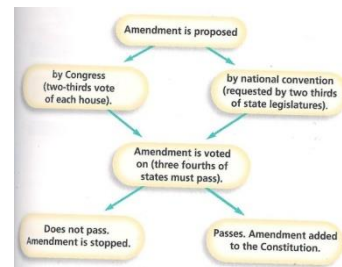 Amendment is proposed
by Congress
(two-thirds vote
of each house).
by national convention
(requested by two thirds
of state legislatures).
Amendment is voted
on (three fourths of
states must pass).
Does not pass.
Amendment is stopped.
Passes. Amendment added
to the Constitution.